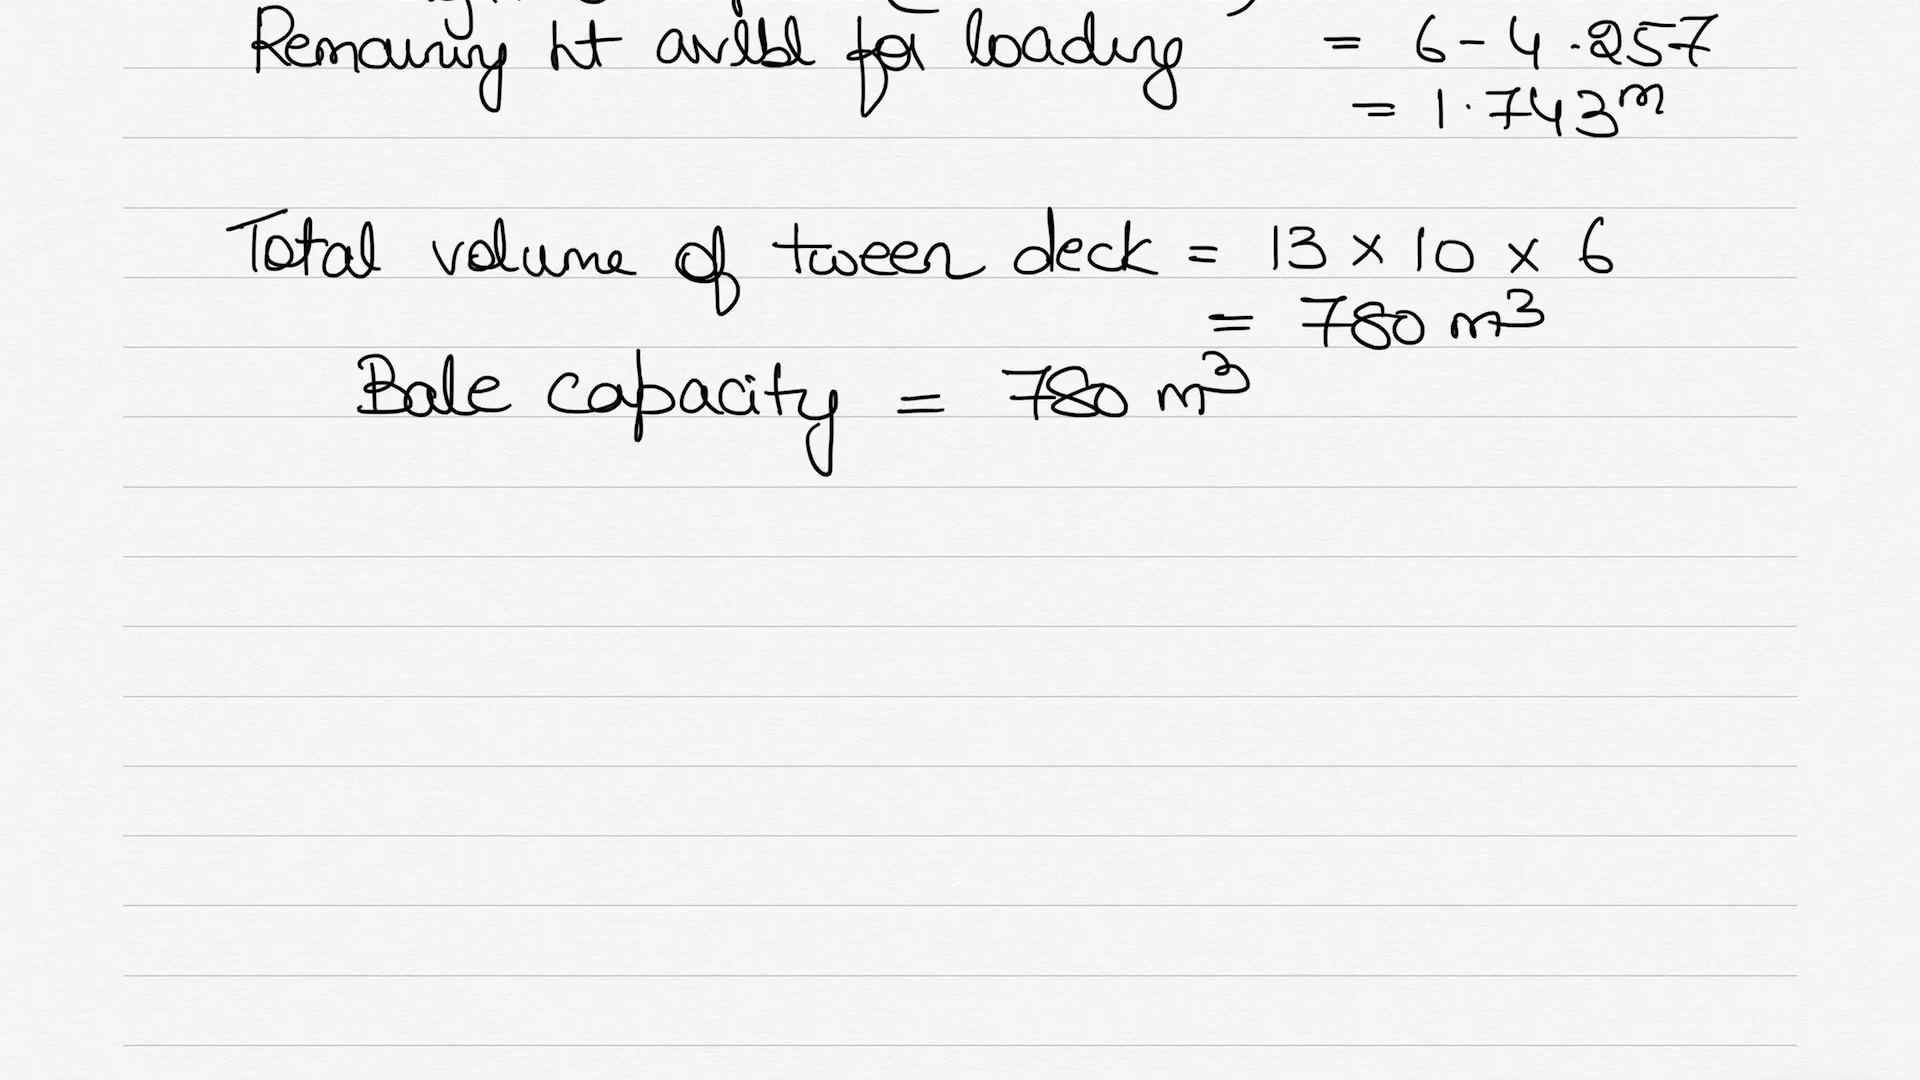 Remaining ht avlbl for loading = 6 - 4.257
= 1.743 m
Total volume of tween deck = 13 x 10 x 6
= 780 m³
Bale capacity = 780 m³